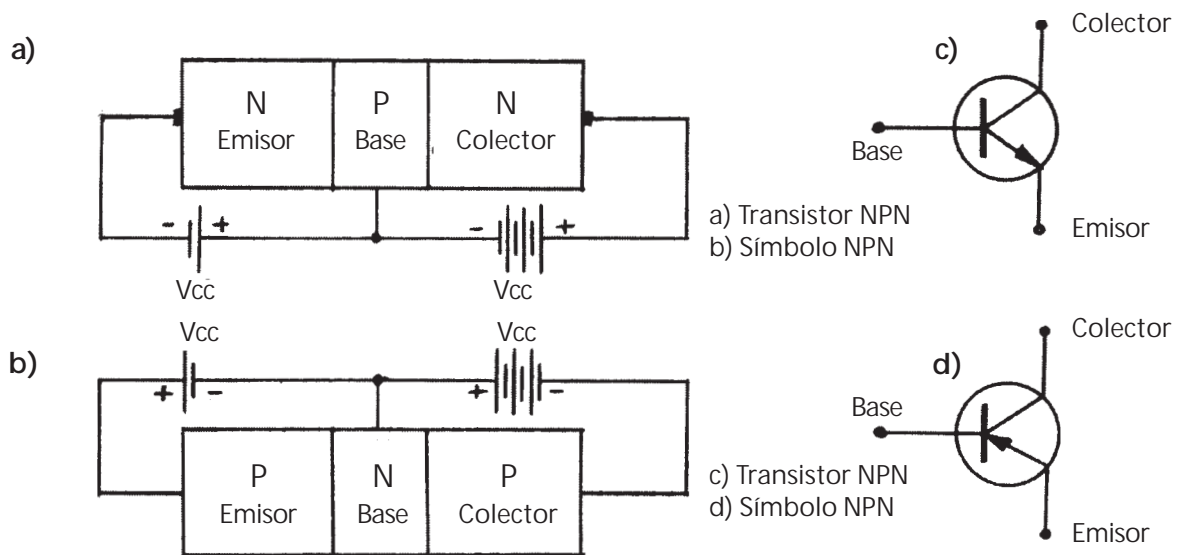 a)
N P N
Emisor Base Colector
- + - +
Vcc Vcc
c)
Colector
Base
Emisor
a) Transistor NPN
b) Símbolo NPN
Vcc Vcc
b)
+ - + -
P N P
Emisor Base Colector
d)
Colector
Base
Emisor
c) Transistor NPN
d) Símbolo NPN